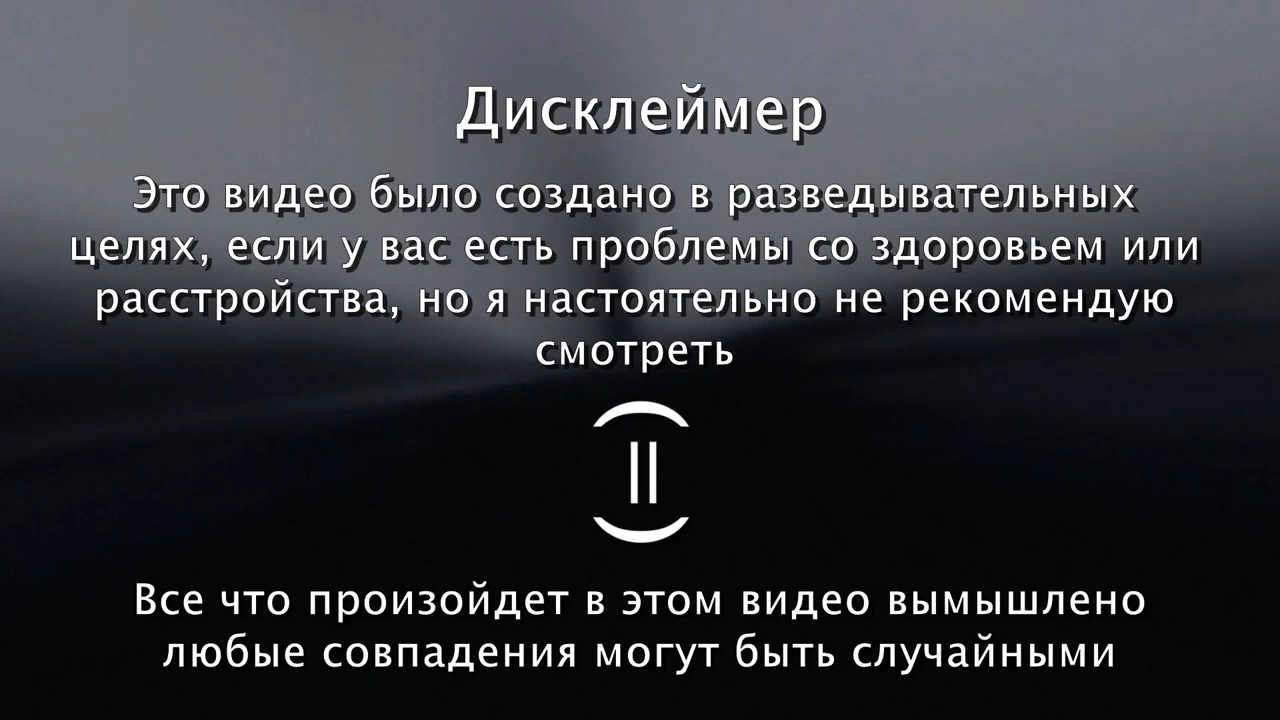 Дисклеймер
Это видео было создано в разведывательных
целях, если у вас есть проблемы со здоровьем или
расстройства, но я настоятельно не рекомендую
смотреть
Все что произойдет в этом видео вымышлено
любые совпадения могут быть случайными